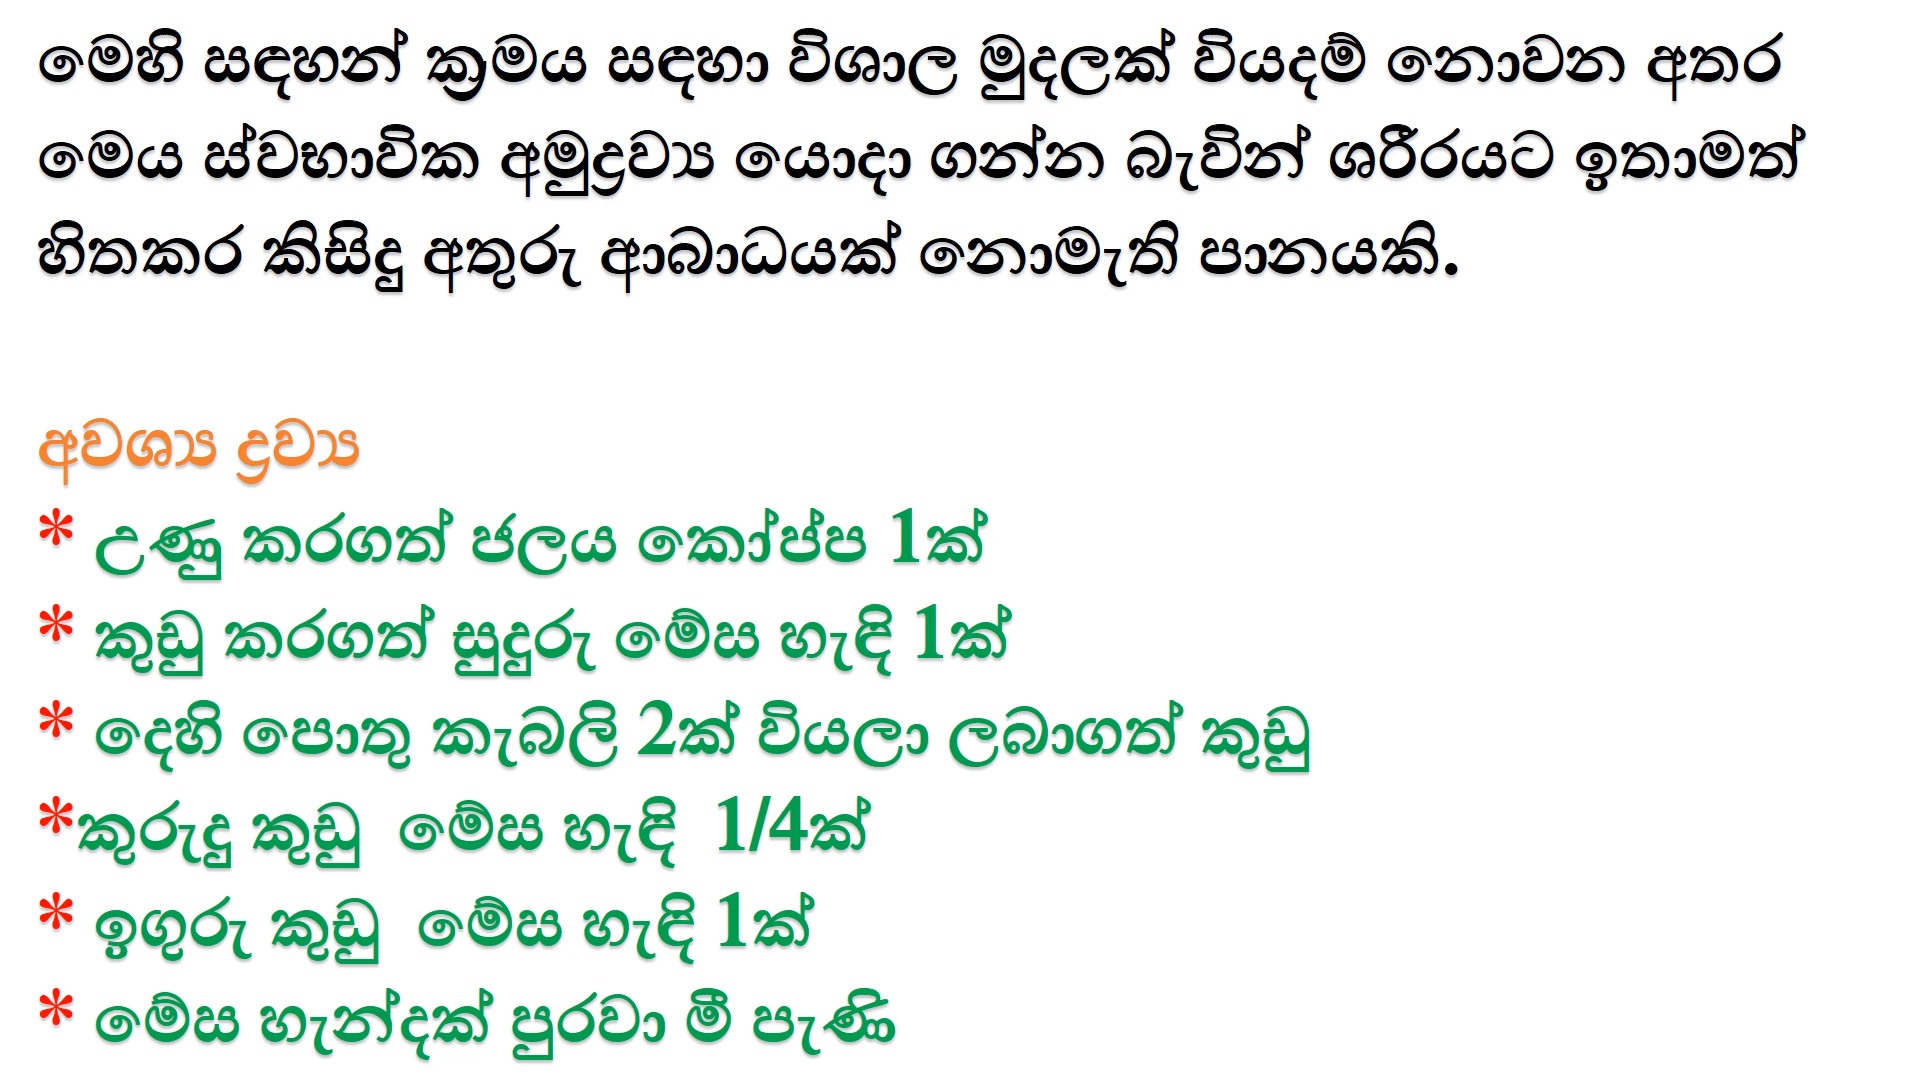 මෙහි සඳහන් ක්‍රමය සඳහා විශාල මුදලක් වියදම් නොවන අතර
මෙය ස්වභාවික අමුද්‍රව්‍ය යොදා ගන්න බැවින් ශරීරයට ඉතාමත්
හිතකර කිසිදු අතුරු ආබාධයක් නොමැති පානයකි.
අවශ්‍ය ද්‍රව්‍ය
* උණු කරගත් ජලය කෝප්ප 1ක්
* කුඩු කරගත් සුදුරු මේස හැඳි 1ක්
* දෙහි පොතු කැබලි 2ක් වියලා ලබාගත් කුඩු
*කුරුදු කුඩු  මේස හැඳි  1/4ක්
* ඉගුරු කුඩු  මේස හැඳි 1ක්
* මේස හැන්දක් පුරවා මී පැණි